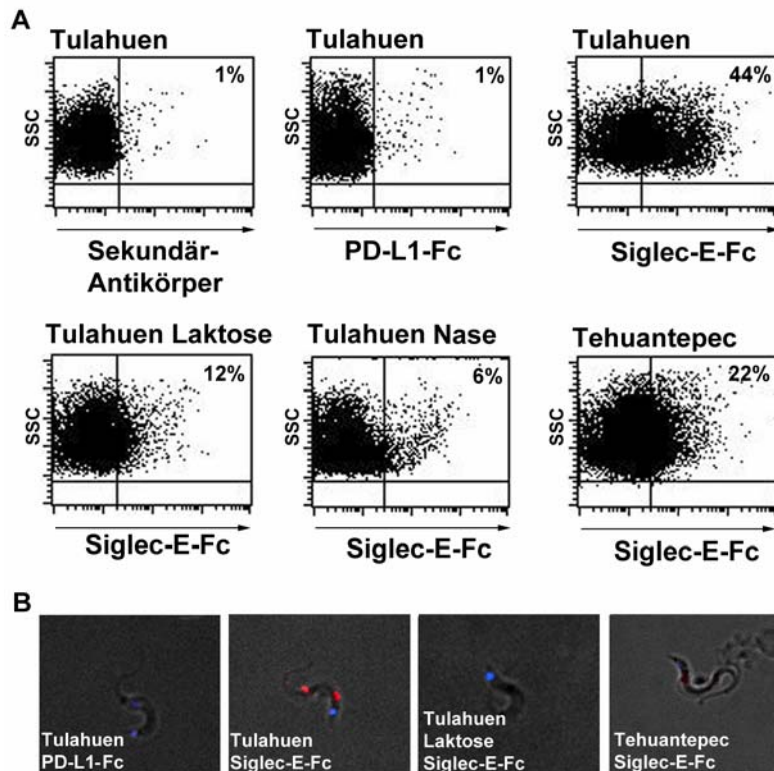 A
Tulahuen
1%
SSC
Sekundär-
Antikörper
Tulahuen
1%
SSC
PD-L1-Fc
Tulahuen
44%
SSC
Siglec-E-Fc
Tulahuen Laktose
12%
SSC
Siglec-E-Fc
Tulahuen Nase
6%
SSC
Siglec-E-Fc
Tehuantepec
22%
SSC
Siglec-E-Fc
B
Tulahuen
PD-L1-Fc
Tulahuen
Siglec-E-Fc
Tulahuen
Laktose
Siglec-E-Fc
Tehuantepec
Siglec-E-Fc